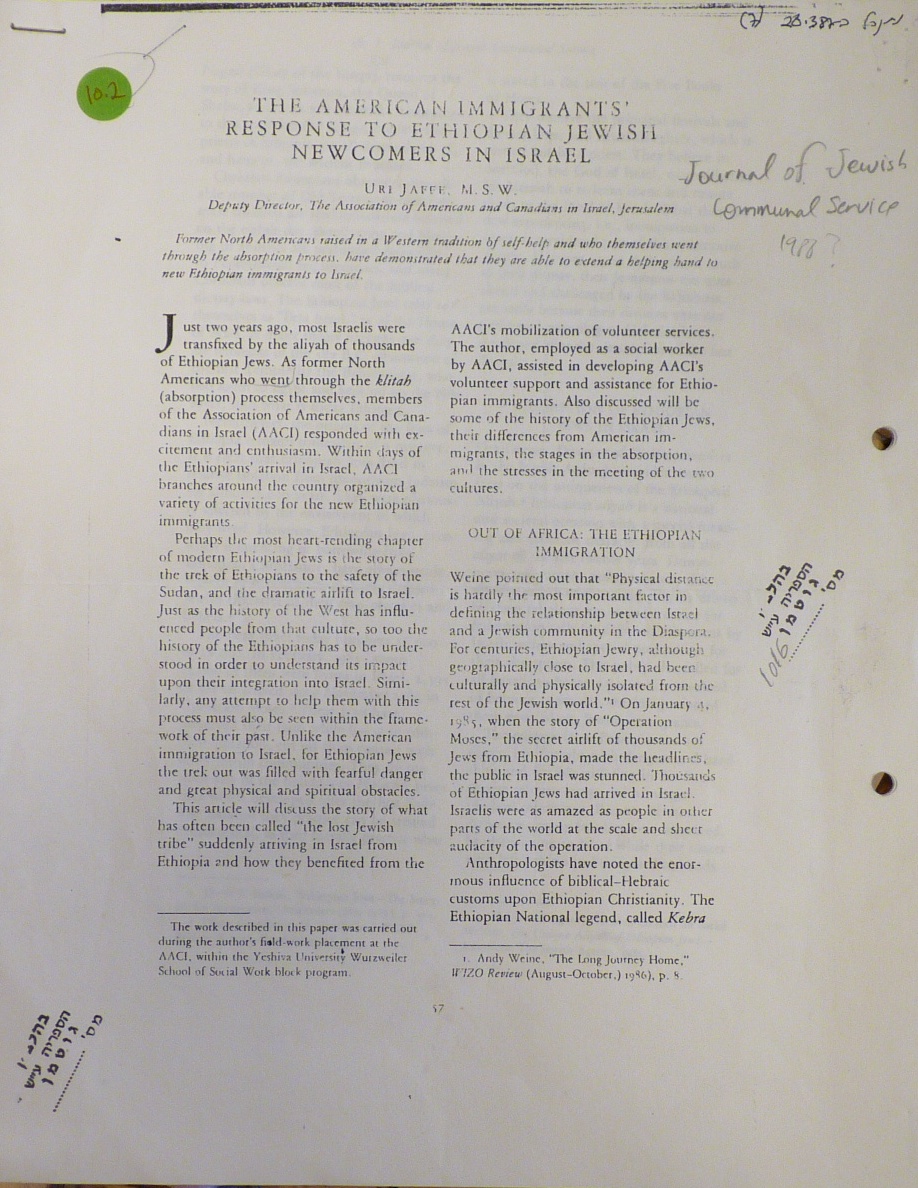 (7) 23.387
10.2
THE AMERICAN IMMIGRANTS'
RESPONSE TO ETHIOPIAN JEWISH
NEWCOMERS IN ISRAEL
Journal of Jewish
Communal Service
1988?
URI JAFFE, M.S.W.
Deputy Director, The Association of Americans and Canadians in Israel, Jerusalem
Former North Americans raised in a Western tradition of self-help and who themselves went
through the absorption process, have demonstrated that they are able to extend a helping hand to
new Ethiopian immigrants to Israel.
Just two years ago, most Israelis were
transfixed by the aliyah of thousands
of Ethiopian Jews. As former North
Americans who went through the klitah
(absorption) process themselves, members
of the Association of Americans and Cana-
dians in Israel (AACI) responded with ex-
citement and enthusiasm. Within days of
the Ethiopians' arrival in Israel, AACI
branches around the country organized a
variety of activities for the new Ethiopian
immigrants.
Perhaps the most heart-rending chapter
of modern Ethiopian Jews is the story of
the trek of Ethiopians to the safety of the
Sudan, and the dramatic airlift to Israel.
Just as the history of the West has influ-
enced people from that culture, so too the
history of the Ethiopians has to be under-
stood in order to understand its impact
upon their integration into Israel. Simi-
larly, any attempt to help them with this
process must also be seen within the frame-
work of their past. Unlike the American
immigration to Israel, for Ethiopian Jews
the trek out was filled with fearful danger
and great physical and spiritual obstacles.
This article will discuss the story of what
has often been called "the lost Jewish
tribe" suddenly arriving in Israel from
Ethiopia and how they benefited from the
The work described in this paper was carried out
during the author's field-work placement at the
AACI, within the Yeshiva University Wurzweiler
School of Social Work block program.
AACI's mobilization of volunteer services.
The author, employed as a social worker
by AACI, assisted in developing AACI's
volunteer support and assistance for Ethio-
pian immigrants. Also discussed will be
some of the history of the Ethiopian Jews,
their differences from American im-
migrants, the stages in the absorption,
and the stresses in the meeting of the two
cultures.
OUT OF AFRICA: THE ETHIOPIAN
IMMIGRATION
Weine pointed out that "Physical distance
is hardly the most important factor in
defining the relationship between Israel
and a Jewish community in the Diaspora.
For centuries, Ethiopian Jewry, although
geographically close to Israel, had been
culturally and physically isolated from the
rest of the Jewish world."1 On January 4,
1985, when the story of "Operation
Moses," the secret airlift of thousands of
Jews from Ethiopia, made the headlines,
the public in Israel was stunned. Thousands
of Ethiopian Jews had arrived in Israel.
Israelis were as amazed as people in other
parts of the world at the scale and sheer
audacity of the operation.
Anthropologists have noted the enor-
mous influence of biblical–Hebraic
customs upon Ethiopian Christianity. The
Ethiopian National legend, called Kebra
1. Andy Weine, "The Long Journey Home,"
WIZO Review (August–October,) 1986), p. 8.
57
הספריה ע״ש
גוטמן
מס'
1016
הספריה ע״ש
גוטמן
מס'